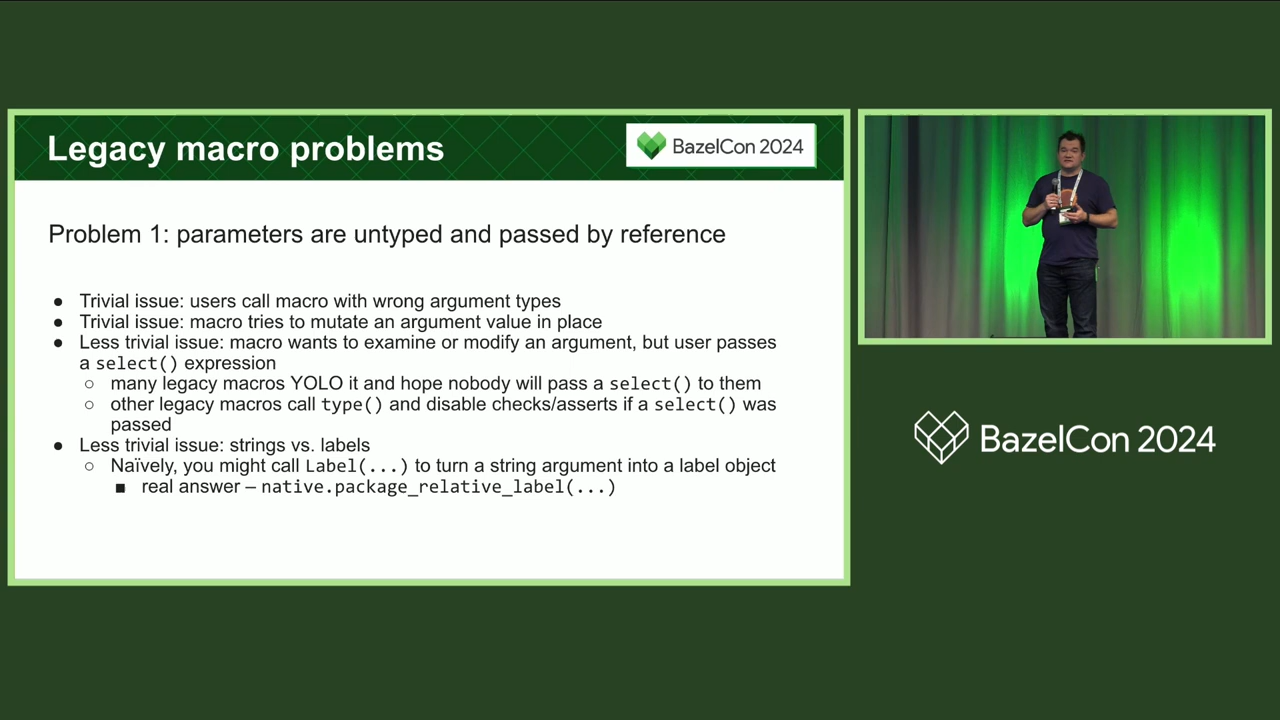 Legacy macro problems
BazelCon 2024
Problem 1: parameters are untyped and passed by reference
● Trivial issue: users call macro with wrong argument types
● Trivial issue: macro tries to mutate an argument value in place
● Less trivial issue: macro wants to examine or modify an argument, but user passes
a select() expression
○ many legacy macros YOLO it and hope nobody will pass a select() to them
○ other legacy macros call type() and disable checks/asserts if a select() was
passed
● Less trivial issue: strings vs. labels
○ Naïvely, you might call Label(...) to turn a string argument into a label object
■ real answer – native.package_relative_label(...)
BazelCon 2024